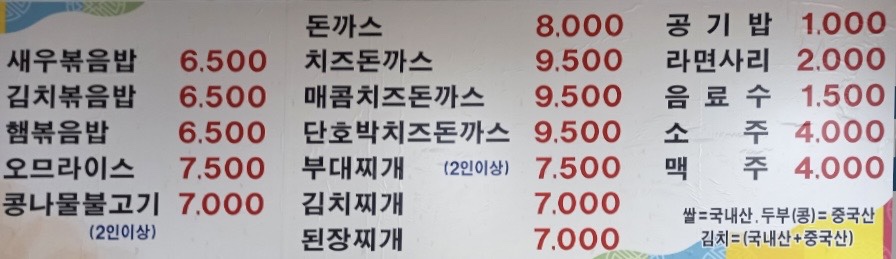 새우볶음밥 6.500
김치볶음밥 6.500
햄볶음밥 6.500
오므라이스 7.500
콩나물불고기 7.000
(2인이상)
돈까스 8.000
치즈돈까스 9.500
매콤치즈돈까스 9.500
단호박치즈돈까스 9.500
부대찌개 (2인이상) 7.500
김치찌개 7.000
된장찌개 7.000
공기밥 1.000
라면사리 2.000
음료수 1.500
소주 4.000
맥주 4.000
쌀=국내산.두부(콩)=중국산
김치=(국내산+중국산)